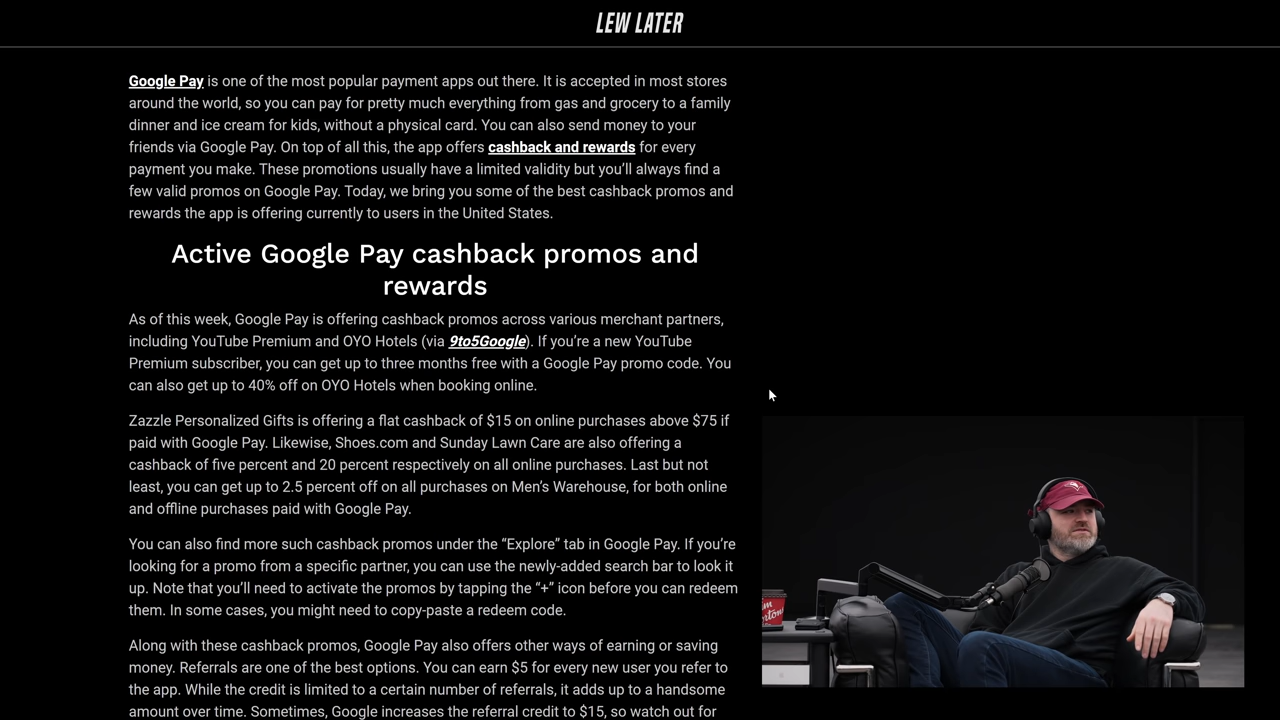 LEW LATER
Google Pay is one of the most popular payment apps out there. It is accepted in most stores
around the world, so you can pay for pretty much everything from gas and grocery to a family
dinner and ice cream for kids, without a physical card. You can also send money to your
friends via Google Pay. On top of all this, the app offers cashback and rewards for every
payment you make. These promotions usually have a limited validity but you’ll always find a
few valid promos on Google Pay. Today, we bring you some of the best cashback promos and
rewards the app is offering currently to users in the United States.
Active Google Pay cashback promos and
rewards
As of this week, Google Pay is offering cashback promos across various merchant partners,
including YouTube Premium and OYO Hotels (via 9to5Google). If you’re a new YouTube
Premium subscriber, you can get up to three months free with a Google Pay promo code. You
can also get up to 40% off on OYO Hotels when booking online.
Zazzle Personalized Gifts is offering a flat cashback of $15 on online purchases above $75 if
paid with Google Pay. Likewise, Shoes.com and Sunday Lawn Care are also offering a
cashback of five percent and 20 percent respectively on all online purchases. Last but not
least, you can get up to 2.5 percent off on all purchases on Men’s Warehouse, for both online
and offline purchases paid with Google Pay.
You can also find more such cashback promos under the “Explore” tab in Google Pay. If you’re
looking for a promo from a specific partner, you can use the newly-added search bar to look it
up. Note that you’ll need to activate the promos by tapping the “+” icon before you can redeem
them. In some cases, you might need to copy-paste a redeem code.
Along with these cashback promos, Google Pay also offers other ways of earning or saving
money. Referrals are one of the best options. You can earn $5 for every new user you refer to
the app. While the credit is limited to a certain number of referrals, it adds up to a handsome
amount over time. Sometimes, Google increases the referral credit to $15, so watch out for